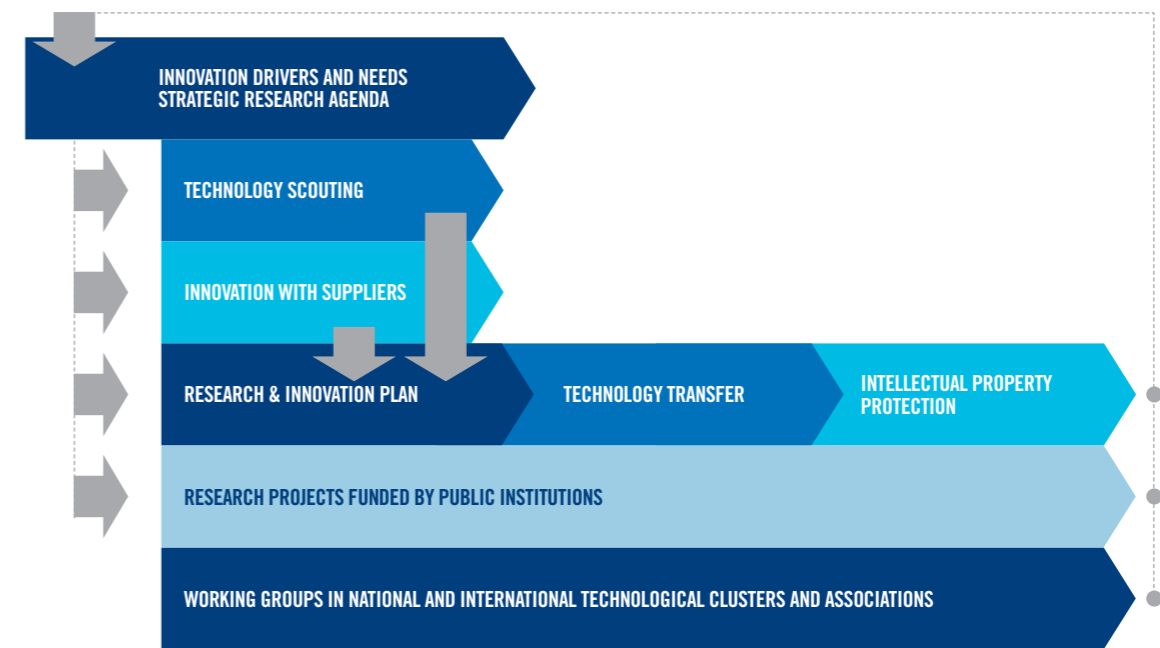 INNOVATION DRIVERS AND NEEDS
STRATEGIC RESEARCH AGENDA
TECHNOLOGY SCOUTING
INNOVATION WITH SUPPLIERS
RESEARCH & INNOVATION PLAN
TECHNOLOGY TRANSFER
INTELLECTUAL PROPERTY
PROTECTION
RESEARCH PROJECTS FUNDED BY PUBLIC INSTITUTIONS
WORKING GROUPS IN NATIONAL AND INTERNATIONAL TECHNOLOGICAL CLUSTERS AND ASSOCIATIONS